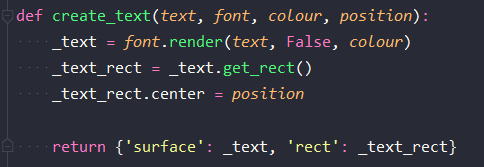 def create_text(text, font, colour, position):
    _text = font.render(text, False, colour)
    _text_rect = _text.get_rect()
    _text_rect.center = position

    return {'surface': _text, 'rect': _text_rect}